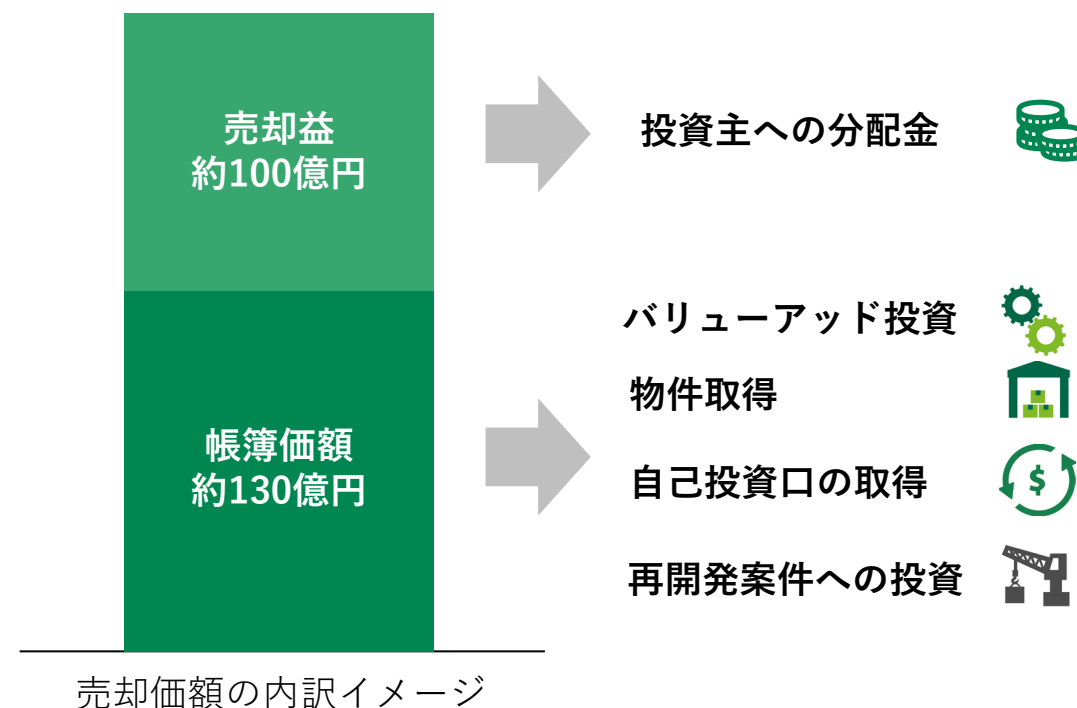 売却益
約100億円
投資主への分配金
帳簿価額
約130億円
バリューアッド投資
物件取得
自己投資口の取得
$
再開発案件への投資
売却価額の内訳イメージ